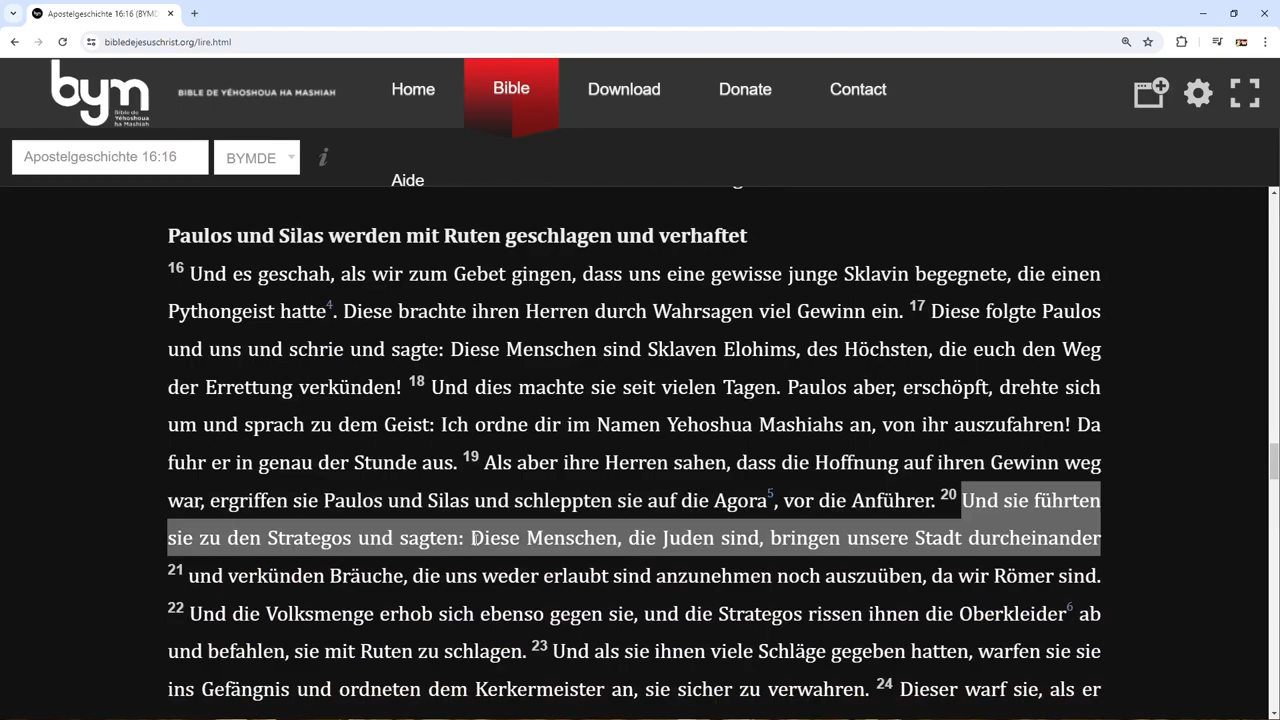 Apostelgeschichte 16:16 (BYMD
bibledejesuschrist.org/lire.html
bym
Bible de
Yéhoshoua
ha Mashiah
BIBLE DE YÉHOSHOUA HA MASHIAH
Home
Bible
Download
Donate
Contact
Apostelgeschichte 16:16
BYMDE
i
Aide
Paulos und Silas werden mit Ruten geschlagen und verhaftet
16 Und es geschah, als wir zum Gebet gingen, dass uns eine gewisse junge Sklavin begegnete, die einen
Pythongeist hatte4. Diese brachte ihren Herren durch Wahrsagen viel Gewinn ein. 17 Diese folgte Paulos
und uns und schrie und sagte: Diese Menschen sind Sklaven Elohims, des Höchsten, die euch den Weg
der Errettung verkünden! 18 Und dies machte sie seit vielen Tagen. Paulos aber, erschöpft, drehte sich
um und sprach zu dem Geist: Ich ordne dir im Namen Yehoshua Mashiahs an, von ihr auszufahren! Da
fuhr er in genau der Stunde aus. 19 Als aber ihre Herren sahen, dass die Hoffnung auf ihren Gewinn weg
war, ergriffen sie Paulos und Silas und schleppten sie auf die Agora5, vor die Anführer. 20 Und sie führten
sie zu den Strategos und sagten: Diese Menschen, die Juden sind, bringen unsere Stadt durcheinander
21 und verkünden Bräuche, die uns weder erlaubt sind anzunehmen noch auszuüben, da wir Römer sind.
22 Und die Volksmenge erhob sich ebenso gegen sie, und die Strategos rissen ihnen die Oberkleider6 ab
und befahlen, sie mit Ruten zu schlagen. 23 Und als sie ihnen viele Schläge gegeben hatten, warfen sie sie
ins Gefängnis und ordneten dem Kerkermeister an, sie sicher zu verwahren. 24 Dieser warf sie, als er